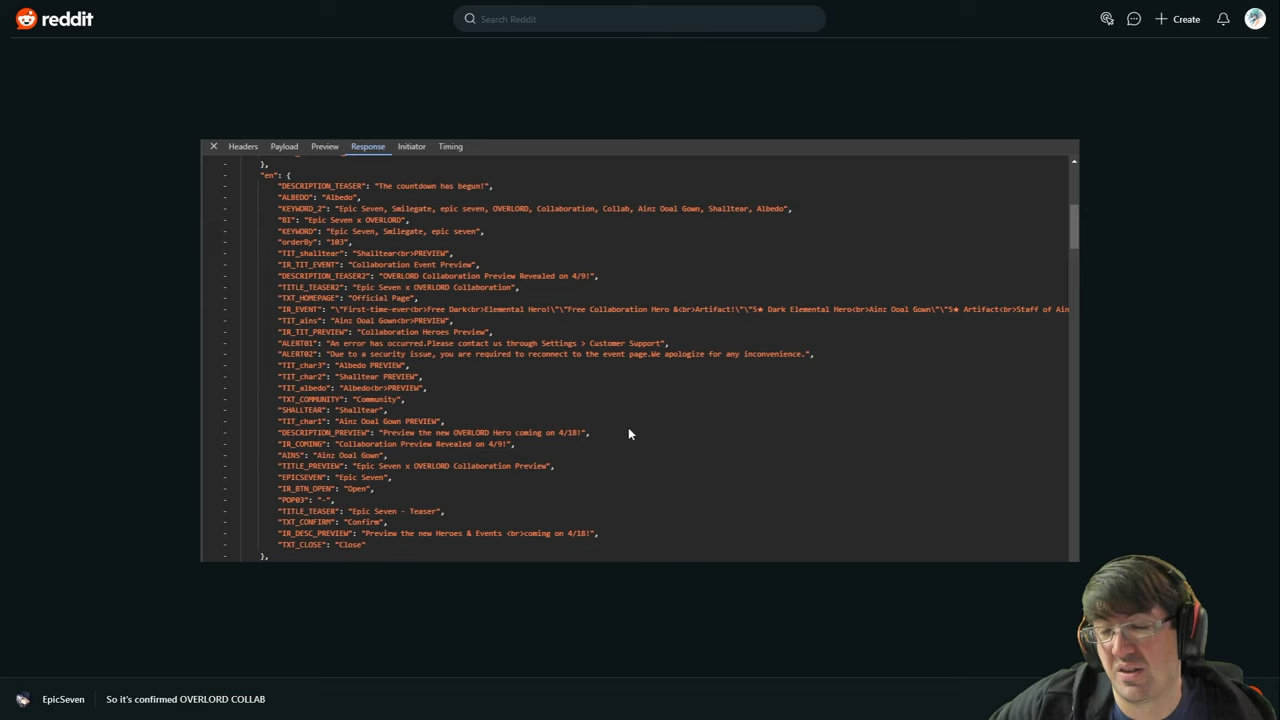 reddit
Search Reddit
Create
Headers Payload Preview Response Initiator Timing
- },
- "en": {
- "DESCRIPTION_TEASER": "The countdown has begun!",
- "ALBEDO": "Albedo",
- "KEYWORD_2": "Epic Seven, Smilegate, epic seven, OVERLORD, Collaboration, Collab, Ainz Ooal Gown, Shalltear, Albedo",
- "BI": "Epic Seven x OVERLORD",
- "KEYWORD": "Epic Seven, Smilegate, epic seven",
- "orderBy": "103",
- "TIT_shalltear": "Shalltear<br>PREVIEW",
- "IR_TIT_EVENT": "Collaboration Event Preview",
- "DESCRIPTION_TEASER2": "OVERLORD Collaboration Preview Revealed on 4/9!",
- "TITLE_TEASER2": "Epic Seven x OVERLORD Collaboration",
- "TXT_HOMEPAGE": "Official Page",
- "IR_EVENT": "\"First-time-ever<br>Free Dark<br>Elemental Hero!\"\"Free Collaboration Hero &<br>Artifact!\"\"5★ Dark Elemental Hero<br>Ainz Ooal Gown\"\"5★ Artifact<br>Staff of Ain
- "TIT_ains": "Ainz Ooal Gown<br>PREVIEW",
- "IR_TIT_PREVIEW": "Collaboration Heroes Preview",
- "ALERT01": "An error has occurred.Please contact us through Settings > Customer Support",
- "ALERT02": "Due to a security issue, you are required to reconnect to the event page.We apologize for any inconvenience.",
- "TIT_char3": "Albedo PREVIEW",
- "TIT_char2": "Shalltear PREVIEW",
- "TIT_albedo": "Albedo<br>PREVIEW",
- "TXT_COMMUNITY": "Community",
- "SHALLTEAR": "Shalltear",
- "TIT_char1": "Ainz Ooal Gown PREVIEW",
- "DESCRIPTION_PREVIEW": "Preview the new OVERLORD Hero coming on 4/18!",
- "IR_COMING": "Collaboration Preview Revealed on 4/9!",
- "AINS": "Ainz Ooal Gown",
- "TITLE_PREVIEW": "Epic Seven x OVERLORD Collaboration Preview",
- "EPICSEVEN": "Epic Seven",
- "IR_BTN_OPEN": "Open",
- "POP03": "-",
- "TITLE_TEASER": "Epic Seven - Teaser",
- "TXT_CONFIRM": "Confirm",
- "IR_DESC_PREVIEW": "Preview the new Heroes & Events <br>coming on 4/18!",
- "TXT_CLOSE": "Close"
- },
EpicSeven So it's confirmed OVERLORD COLLAB